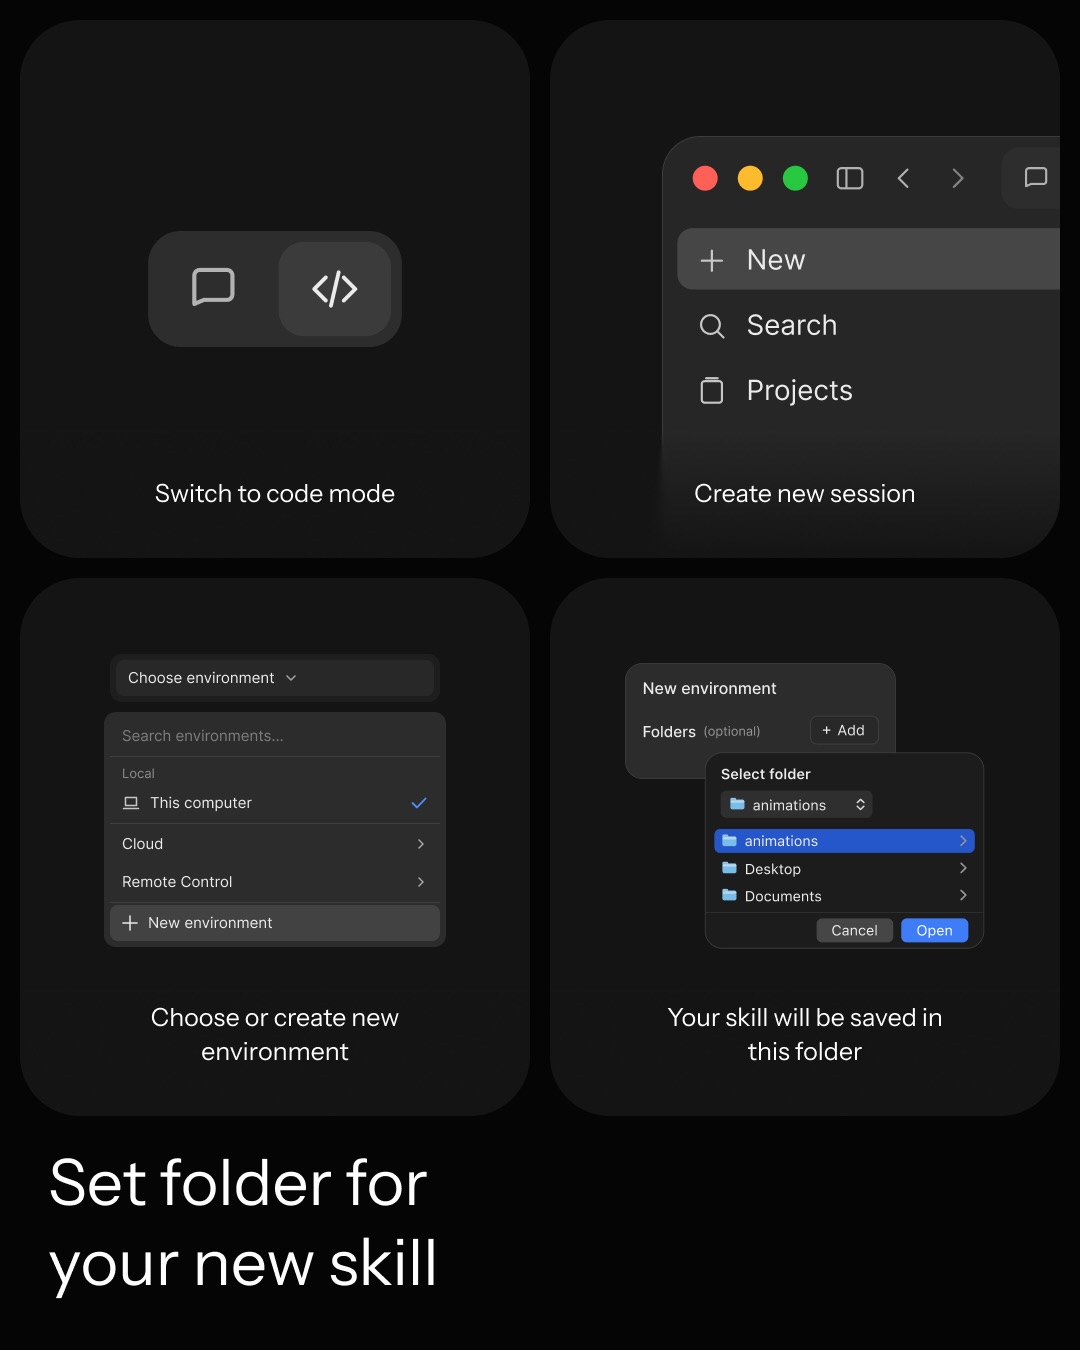 Switch to code mode
New
Search
Projects
Create new session
Choose environment
Search environments...
Local
This computer
Cloud
Remote Control
New environment
Choose or create new
environment
New environment
Folders (optional)
+ Add
Select folder
animations
animations
Desktop
Documents
Cancel
Open
Your skill will be saved in
this folder
Set folder for
your new skill